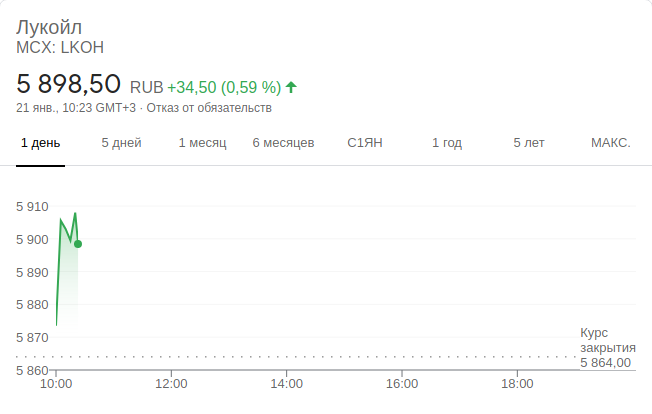 Лукойл
MCX: LKOH
5 898,50 RUB +34,50 (0,59 %)
21 янв., 10:23 GMT+3 · Отказ от обязательств
1 день 5 дней 1 месяц 6 месяцев С1ЯН 1 год 5 лет МАКС.
5 910
5 900
5 890
5 880
5 870
5 860
Курс
закрытия
5 864,00
10:00 12:00 14:00 16:00 18:00